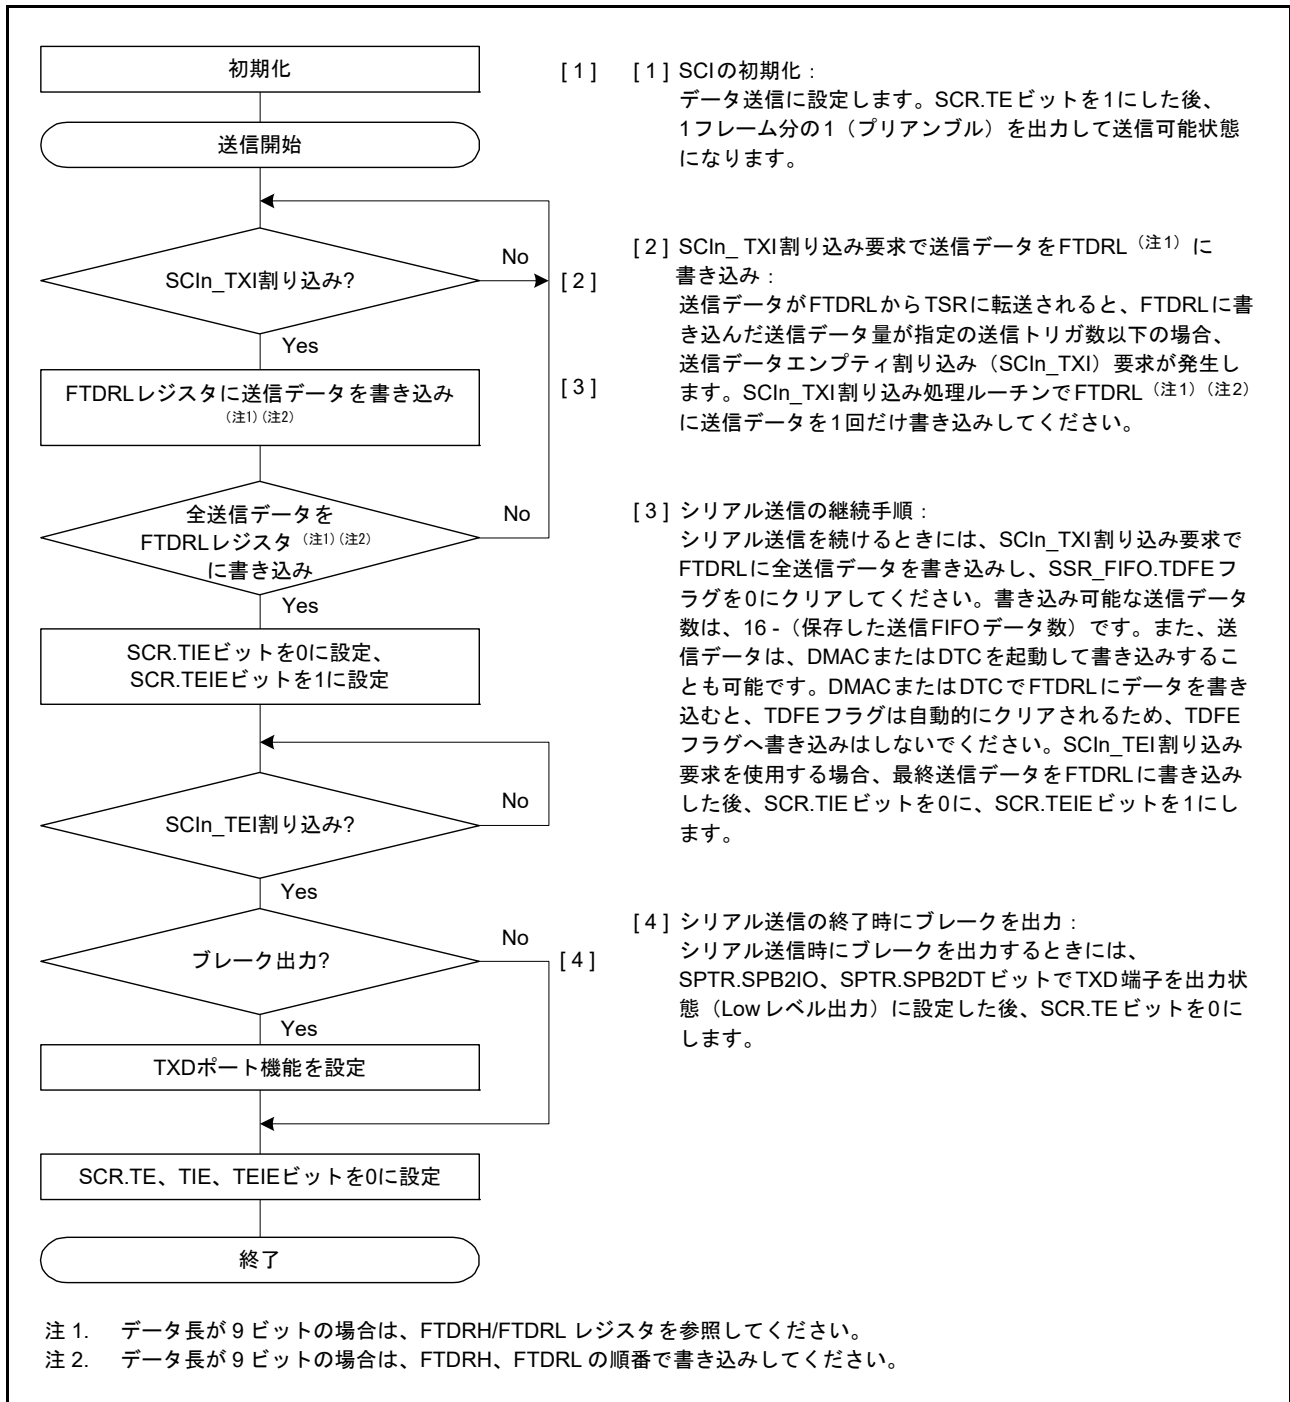 初期化
[1]
送信開始
SCIn_TXI割り込み?
No
[2]
Yes
FTDRLレジスタに送信データを書き込み
(注1)(注2)
[3]
全送信データを
FTDRLレジスタ(注1)(注2)
に書き込み
No
Yes
SCR.TIEビットを0に設定、
SCR.TEIEビットを1に設定
SCIn_TEI割り込み?
No
Yes
ブレーク出力?
No
[4]
Yes
TXDポート機能を設定
SCR.TE、TIE、TEIEビットを0に設定
終了
[1] SCIの初期化：
データ送信に設定します。SCR.TEビットを1にした後、
1フレーム分の1（プリアンブル）を出力して送信可能状態
になります。
[2] SCIn_ TXI割り込み要求で送信データをFTDRL（注1）に
書き込み：
送信データがFTDRLからTSRに転送されると、FTDRLに書
き込んだ送信データ量が指定の送信トリガ数以下の場合、
送信データエンプティ割り込み（SCIn_TXI）要求が発生し
ます。SCIn_TXI割り込み処理ルーチンでFTDRL（注1）（注2）
に送信データを1回だけ書き込みしてください。
[3] シリアル送信の継続手順：
シリアル送信を続けるときには、SCIn_TXI割り込み要求で
FTDRLに全送信データを書き込みし、SSR_FIFO.TDFEフ
ラグを0にクリアしてください。書き込み可能な送信データ
数は、16 -（保存した送信FIFOデータ数）です。また、送
信データは、DMACまたはDTCを起動して書き込みするこ
とも可能です。DMACまたはDTCでFTDRLにデータを書き
込むと、TDFEフラグは自動的にクリアされるため、TDFE
フラグへ書き込みはしないでください。SCIn_TEI割り込み
要求を使用する場合、最終送信データをFTDRLに書き込み
した後、SCR.TIEビットを0に、SCR.TEIEビットを1にし
ます。
[4] シリアル送信の終了時にブレークを出力：
シリアル送信時にブレークを出力するときには、
SPTR.SPB2IO、SPTR.SPB2DTビットでTXD端子を出力状
態（Lowレベル出力）に設定した後、SCR.TEビットを0に
します。
注 1. データ長が 9 ビットの場合は、FTDRH/FTDRL レジスタを参照してください。
注 2. データ長が 9 ビットの場合は、FTDRH、FTDRL の順番で書き込みしてください。